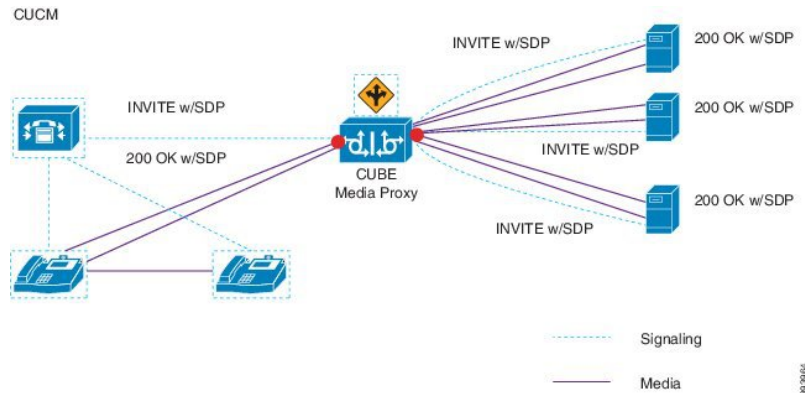 CUCM
INVITE w/SDP
200 OK w/SDP
INVITE w/SDP
200 OK w/SDP
200 OK w/SDP
INVITE w/SDP
CUBE
Media Proxy
200 OK w/SDP
INVITE w/SDP
Signaling
Media